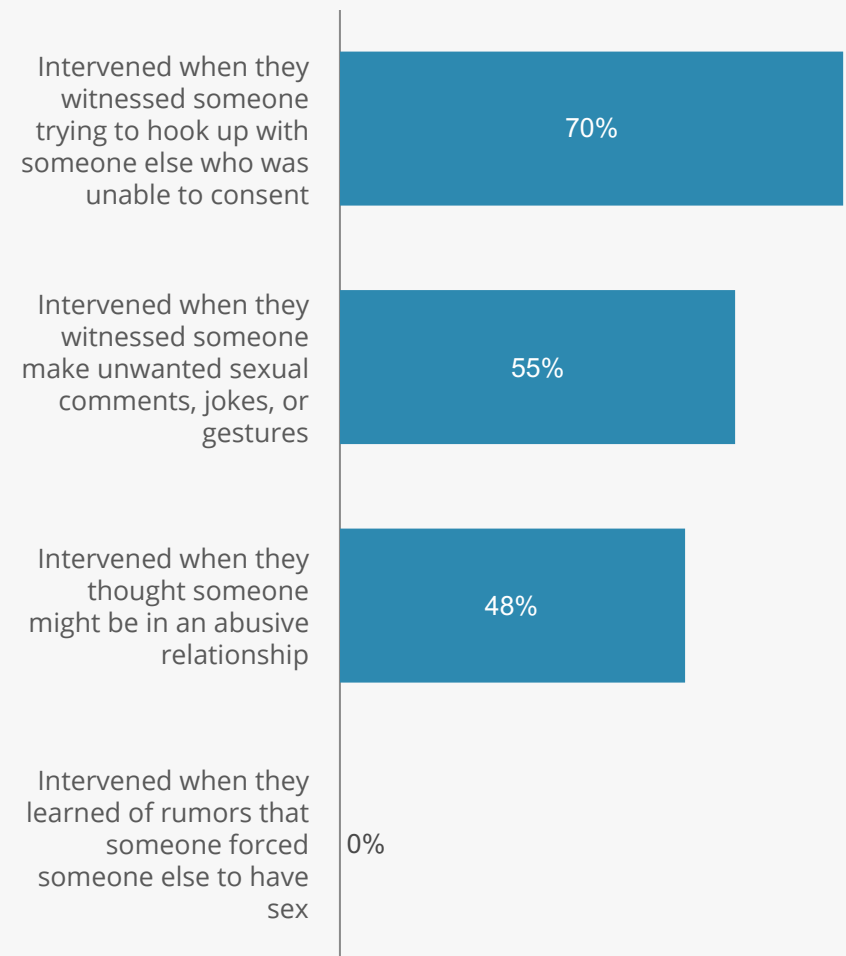 Intervened when they
witnessed someone
trying to hook up with
someone else who was
unable to consent
70%
Intervened when they
witnessed someone
make unwanted sexual
comments, jokes, or
gestures
55%
Intervened when they
thought someone
might be in an abusive
relationship
48%
Intervened when they
learned of rumors that
someone forced
someone else to have
sex
0%